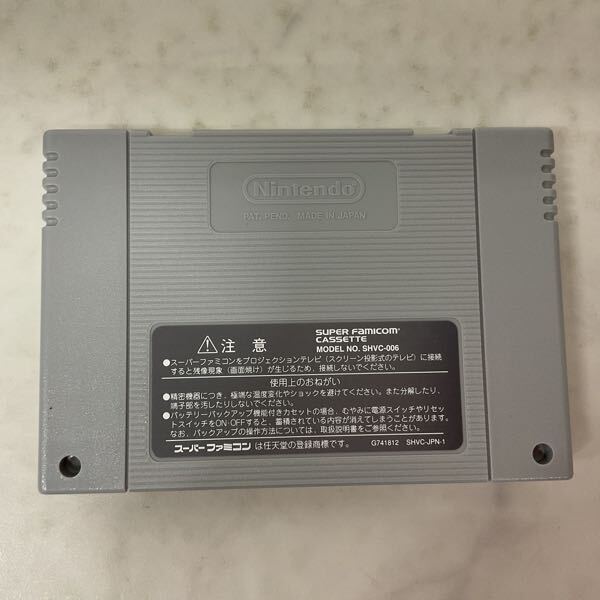 Nintendo®
PAT. PEND. MADE IN JAPAN
⚠注意
SUPER FAMICOM®
CASSETTE
MODEL NO. SHVC-006
●スーパーファミコンをプロジェクションテレビ（スクリーン投影式のテレビ）に接続
すると残像現象（画面焼け）が生じるため、接続しないでください。
使用上のおねがい
●精密機器につき、極端な温度変化やショックを避けてください。また分解したり、
端子部を汚したりしないでください。
●バッテリーバックアップ機能付きカセットの場合、むやみに電源スイッチやリセッ
トスイッチをON・OFFすると、蓄積されている内容が消えてしまうことがあります。
なお、バックアップの操作方法については、取扱説明書をご参照ください。
スーパーファミコンは任天堂の登録商標です。
G741812 SHVC-JPN-1